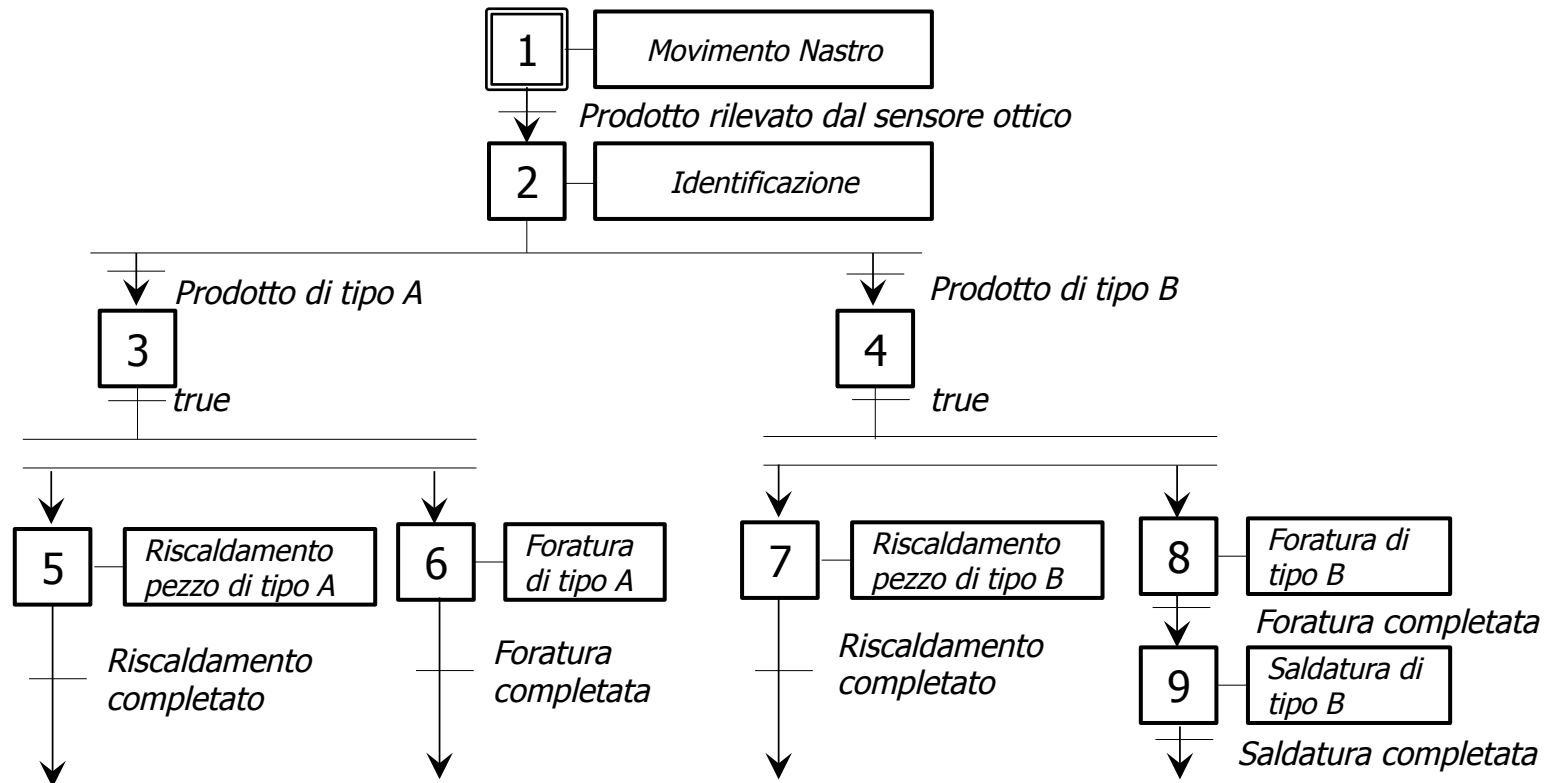 1
Movimento Nastro
Prodotto rilevato dal sensore ottico
2
Identificazione
Prodotto di tipo A
Prodotto di tipo B
3
4
true
true
5
Riscaldamento
pezzo di tipo A
6
Foratura
di tipo A
7
Riscaldamento
pezzo di tipo B
8
Foratura di
tipo B
Riscaldamento
completato
Foratura
completata
Riscaldamento
completato
Foratura completata
9
Saldatura di
tipo B
Saldatura completata